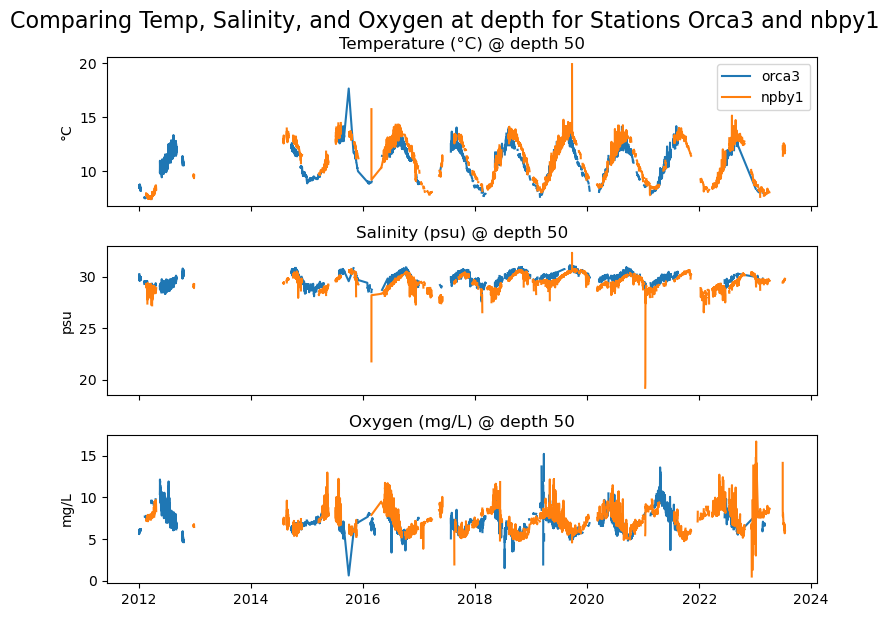 Comparing Temp, Salinity, and Oxygen at depth for Stations Orca3 and nbpy1
Temperature (°C) @ depth 50
20
15
10
°C
orca3
npby1
Salinity (psu) @ depth 50
30
25
20
psu
Oxygen (mg/L) @ depth 50
15
10
5
0
mg/L
2012 2014 2016 2018 2020 2022 2024